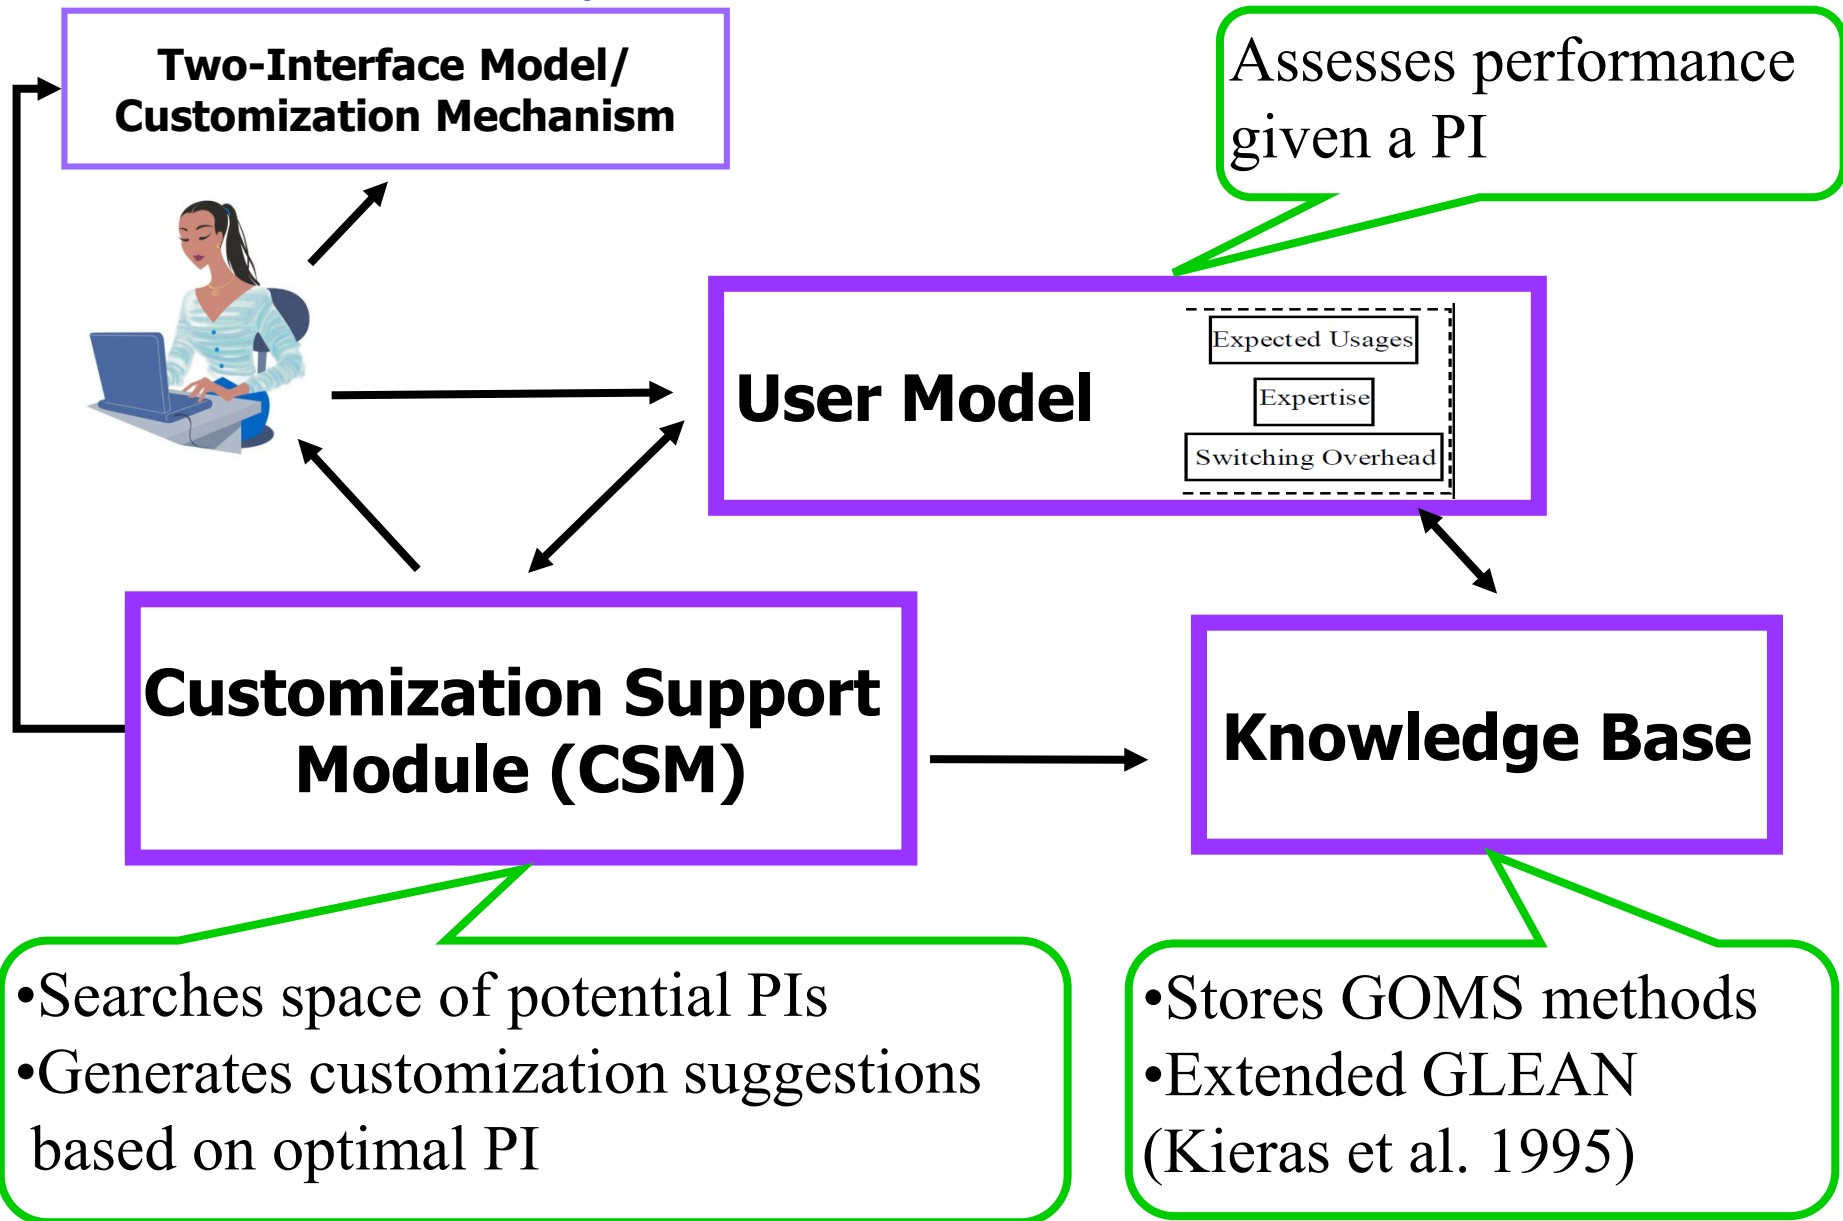 Two-Interface Model/
Customization Mechanism
Assesses performance
given a PI
User Model
Expected Usages
Expertise
Switching Overhead
Customization Support
Module (CSM)
Knowledge Base
•Searches space of potential PIs
•Generates customization suggestions
based on optimal PI
•Stores GOMS methods
•Extended GLEAN
(Kieras et al. 1995)